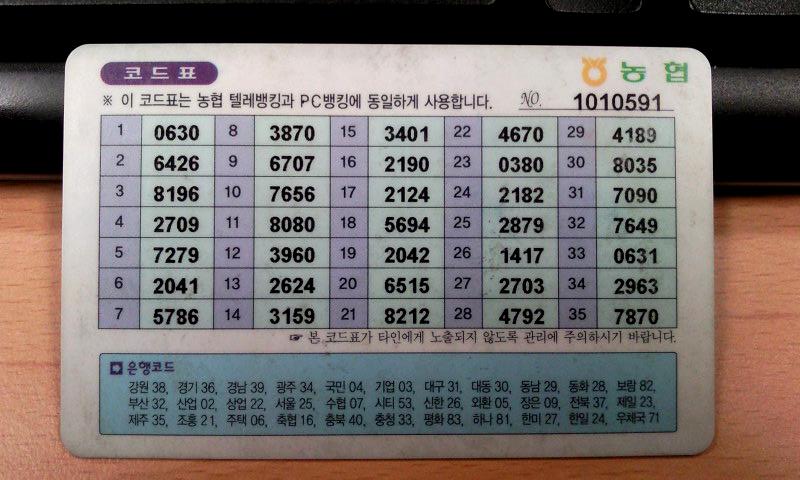 코드표 농협
※ 이 코드표는 농협 텔레뱅킹과 PC뱅킹에 동일하게 사용합니다. NO. 1010591
1 0630 8 3870 15 3401 22 4670 29 4189
2 6426 9 6707 16 2190 23 0380 30 8035
3 8196 10 7656 17 2124 24 2182 31 7090
4 2709 11 8080 18 5694 25 2879 32 7649
5 7279 12 3960 19 2042 26 1417 33 0631
6 2041 13 2624 20 6515 27 2703 34 2963
7 5786 14 3159 21 8212 28 4792 35 7870
☞ 본 코드표가 타인에게 노출되지 않도록 관리에 주의하시기 바랍니다.
은행코드
강원 38, 경기 36, 경남 39, 광주 34, 국민 04, 기업 03, 대구 31, 대동 30, 동남 29, 동화 28, 보람 82,
부산 32, 산업 02, 상업 22, 서울 25, 수협 07, 시티 53, 신한 26, 외환 05, 장은 09, 전북 37, 제일 23,
제주 35, 조흥 21, 주택 06, 축협 16, 충북 40, 충청 33, 평화 83, 하나 81, 한미 27, 한일 24, 우체국 71